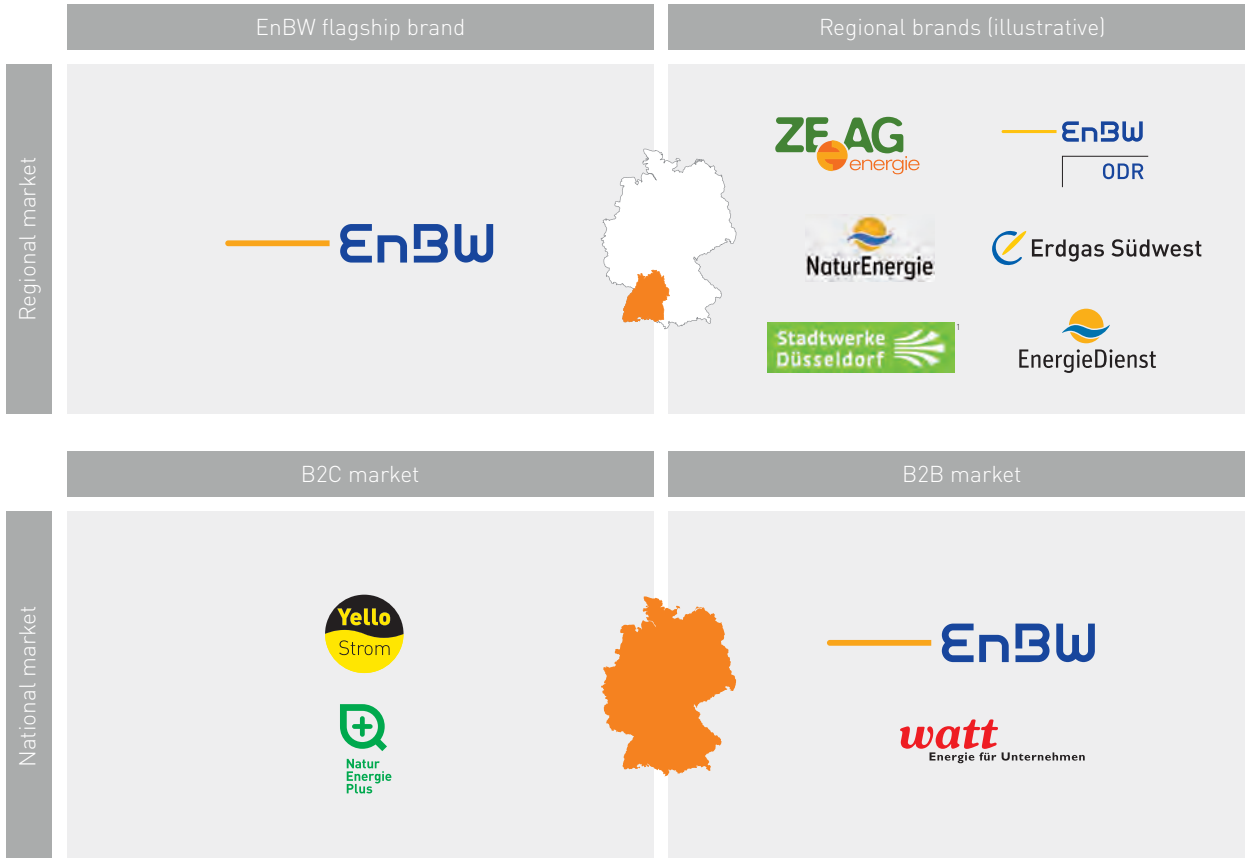 EnBW flagship brand
Regional brands (illustrative)
Regional market
EnBW
ZEAG
energie
EnBW
ODR
NaturEnergie
Erdgas Südwest
Stadtwerke
Düsseldorf
1
EnergieDienst
B2C market
B2B market
National market
Yello
Strom
Natur
Energie
Plus
EnBW
watt
Energie für Unternehmen